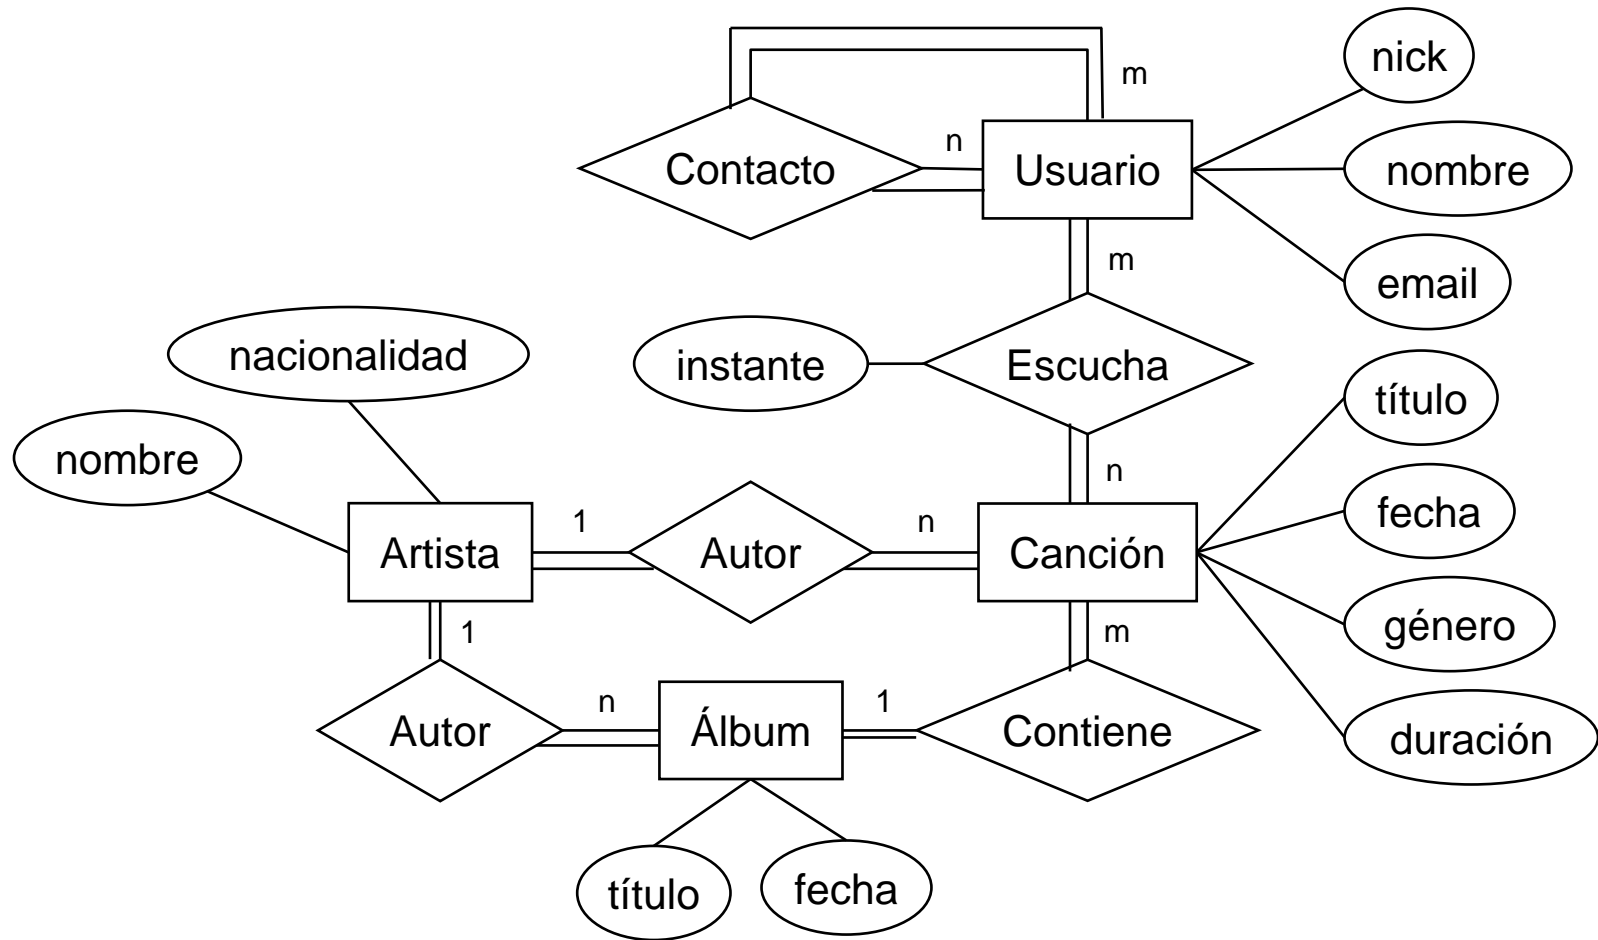 nick
m
n
Contacto
Usuario
nombre
m
email
nacionalidad
instante
Escucha
título
nombre
n
1
n
fecha
Artista
Autor
Canción
1
m
género
n
1
Autor
Álbum
Contiene
duración
título
fecha